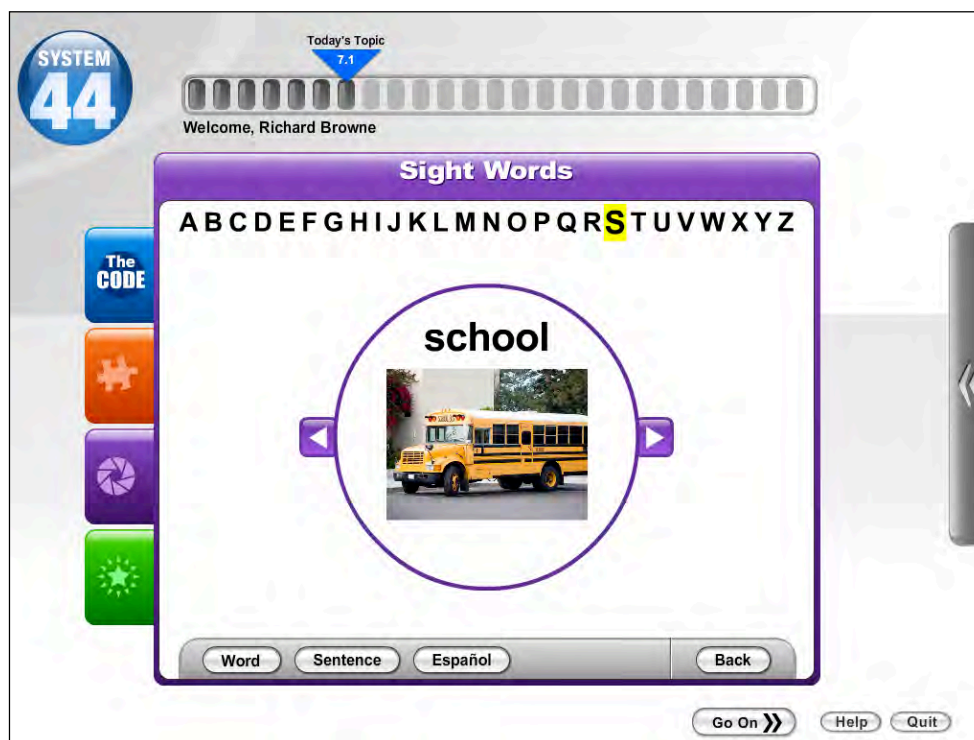 SYSTEM
44
Today's Topic
7.1
Welcome, Richard Browne
Sight Words
A B C D E F G H I J K L M N O P Q R S T U V W X Y Z
The
CODE
school
Word Sentence Español Back
Go On Help Quit